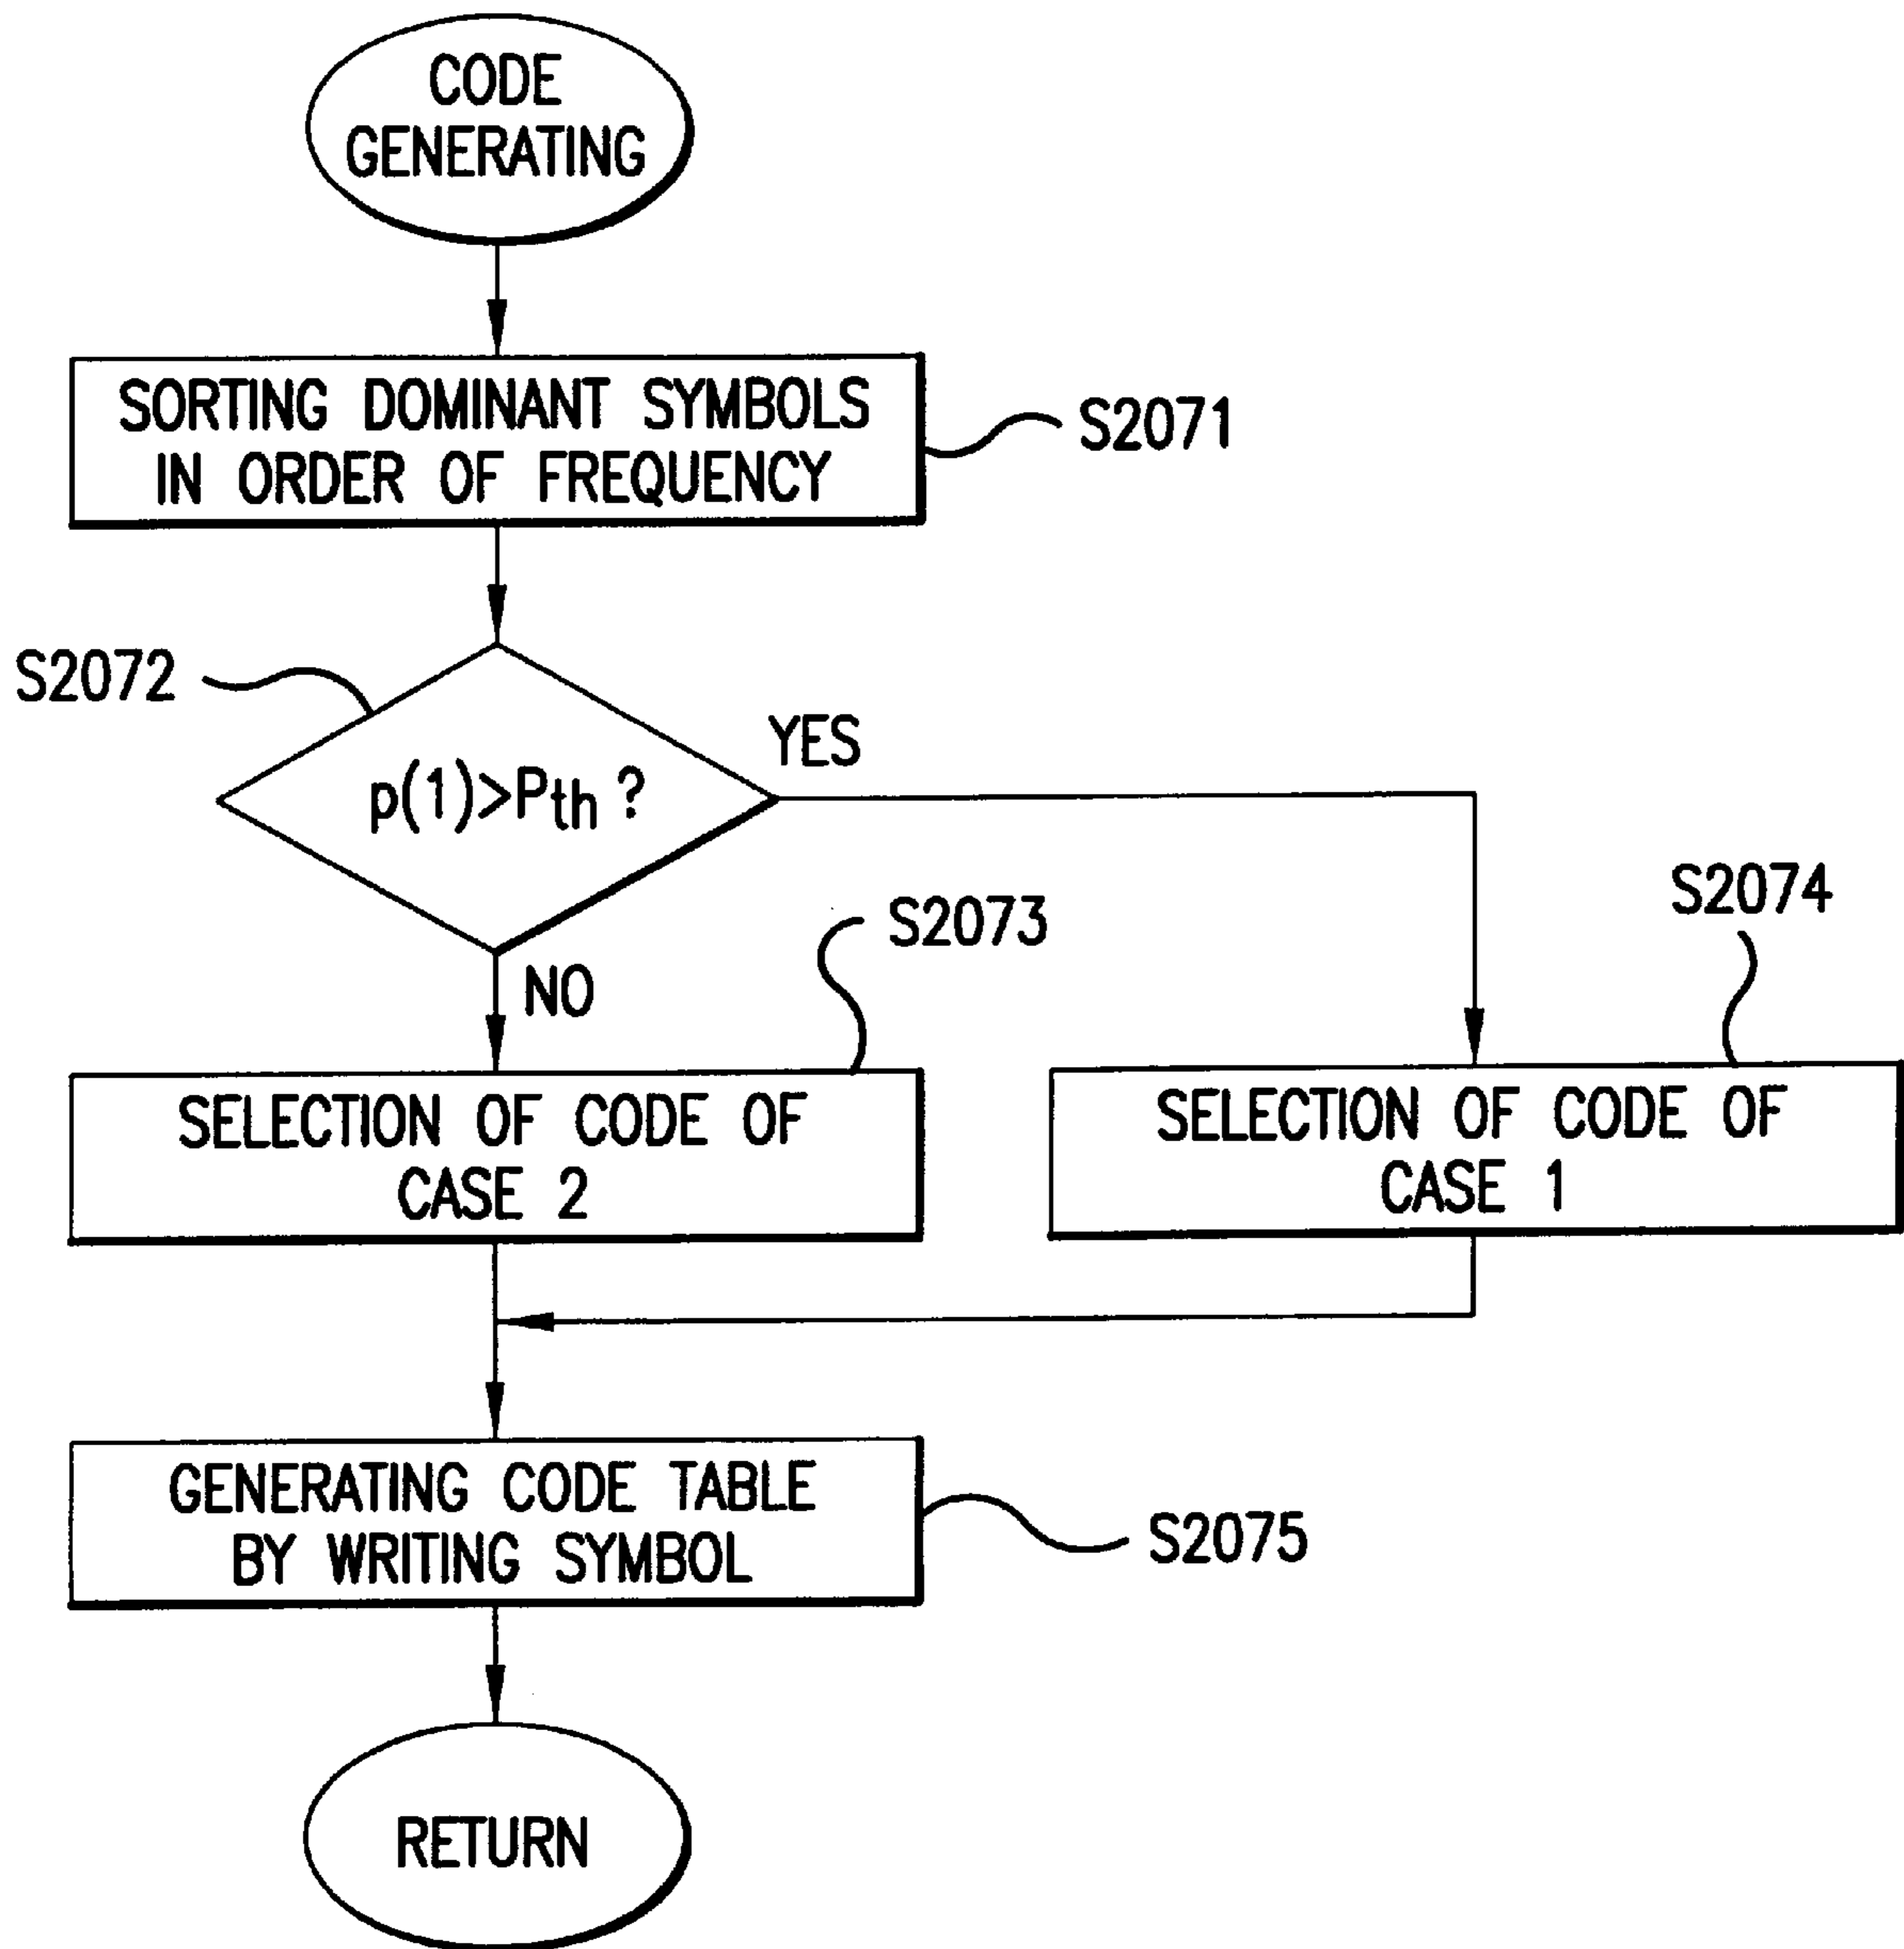 CODE
GENERATING
SORTING DOMINANT SYMBOLS
IN ORDER OF FREQUENCY
S2071
S2072
p(1)>Pth ?
YES
NO
S2073
S2074
SELECTION OF CODE OF
CASE 2
SELECTION OF CODE OF
CASE 1
GENERATING CODE TABLE
BY WRITING SYMBOL
S2075
RETURN